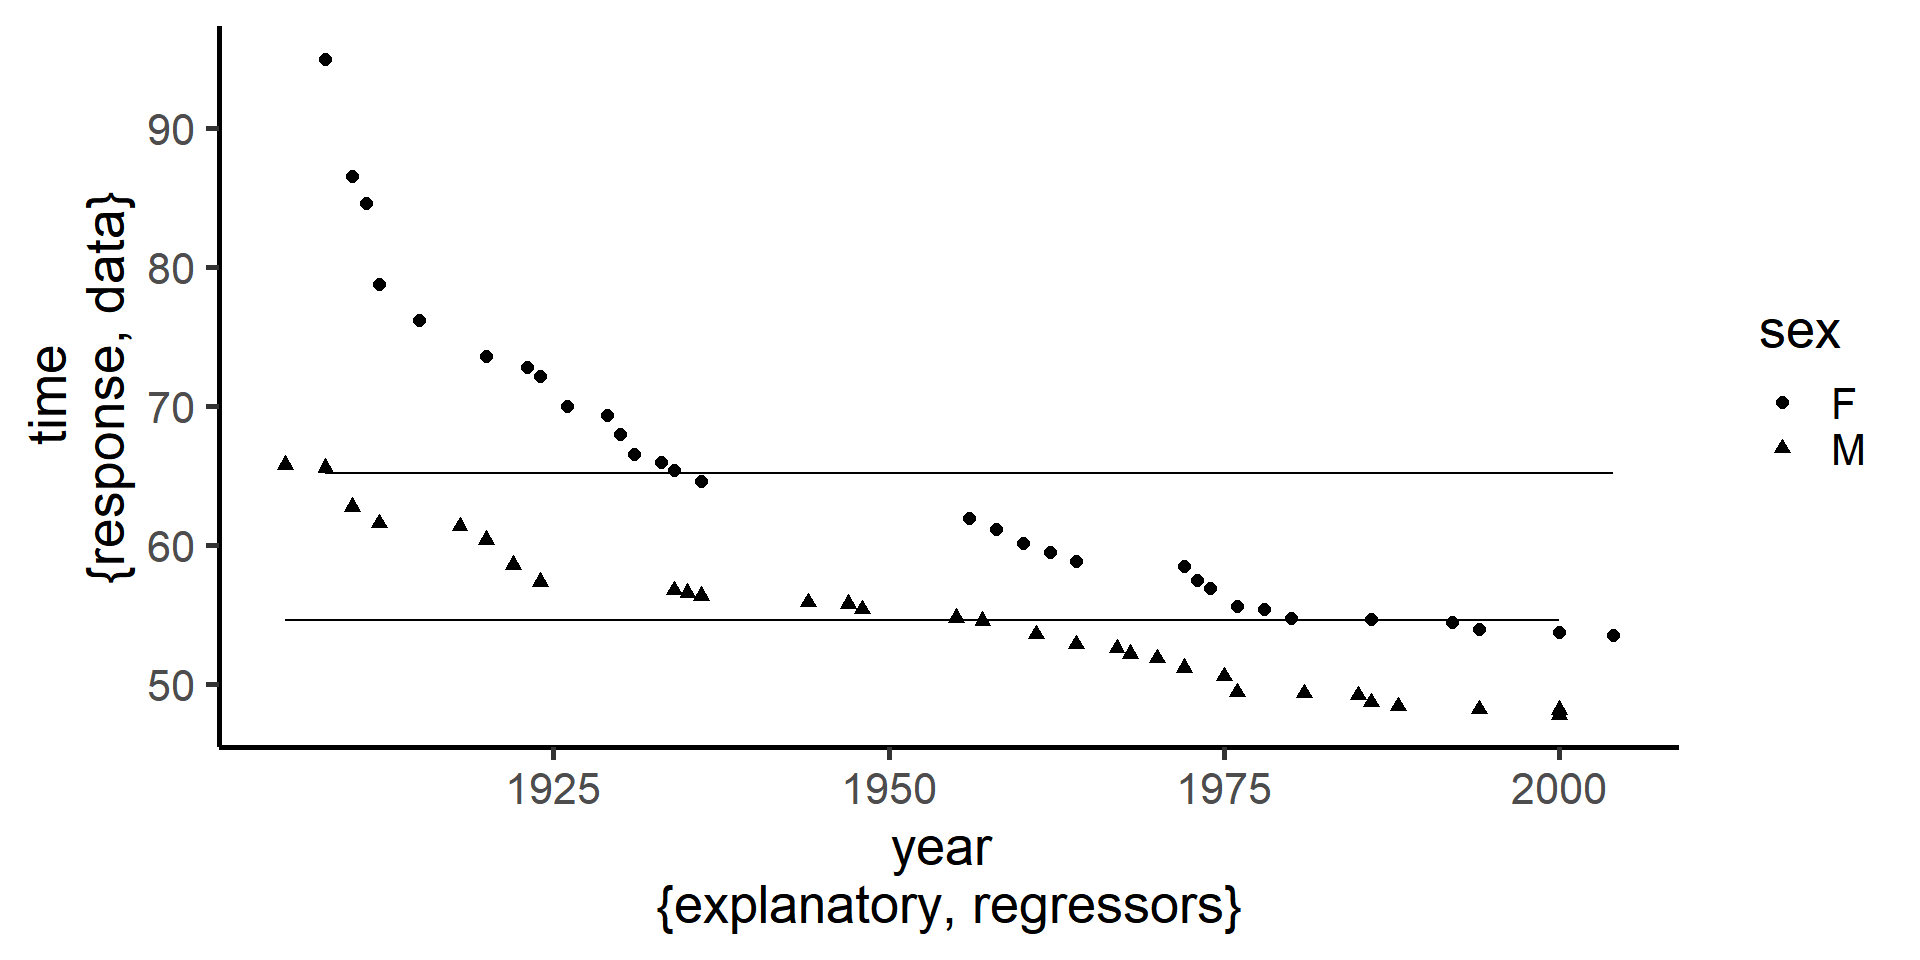 time
{response, data}
90
80
70
60
50
1925 1950 1975 2000
year
{explanatory, regressors}
sex
F
M